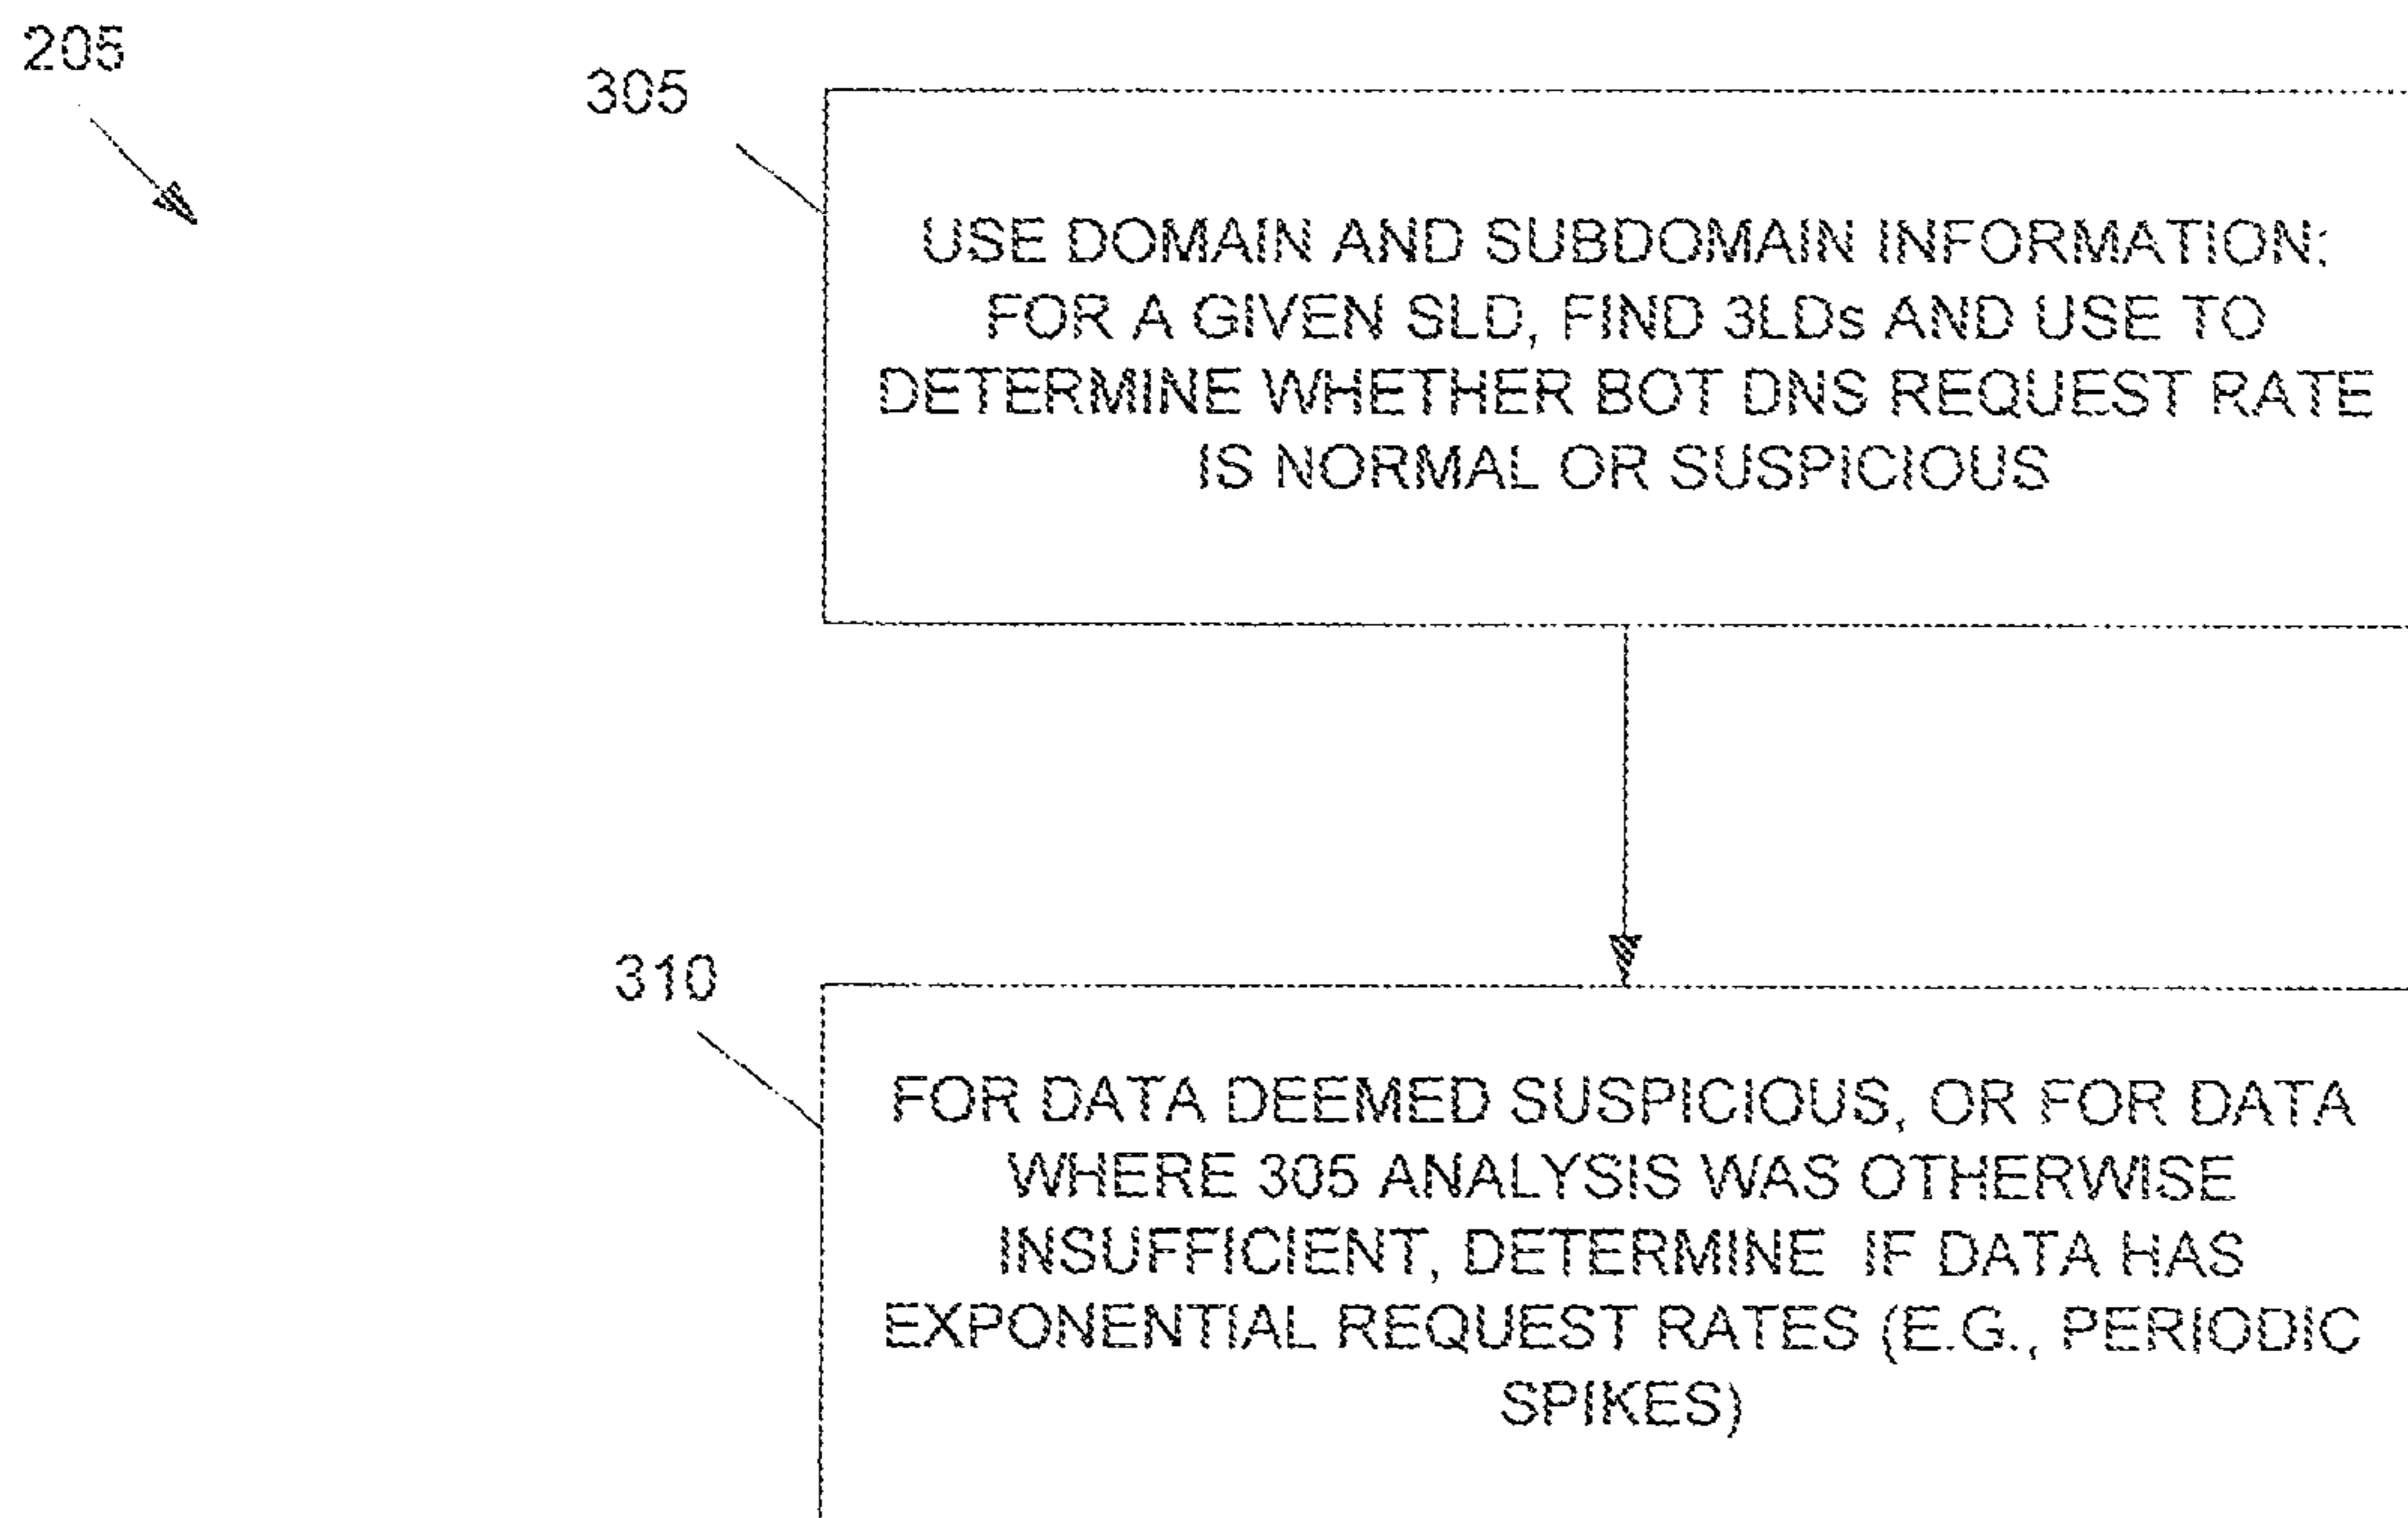 205
305
USE DOMAIN AND SUBDOMAIN INFORMATION:
FOR A GIVEN SLD, FIND 3LDs AND USE TO
DETERMINE WHETHER BOT DNS REQUEST RATE
IS NORMAL OR SUSPICIOUS
310
FOR DATA DEEMED SUSPICIOUS, OR FOR DATA
WHERE 305 ANALYSIS WAS OTHERWISE
INSUFFICIENT, DETERMINE IF DATA HAS
EXPONENTIAL REQUEST RATES (E.G., PERIODIC
SPIKES)